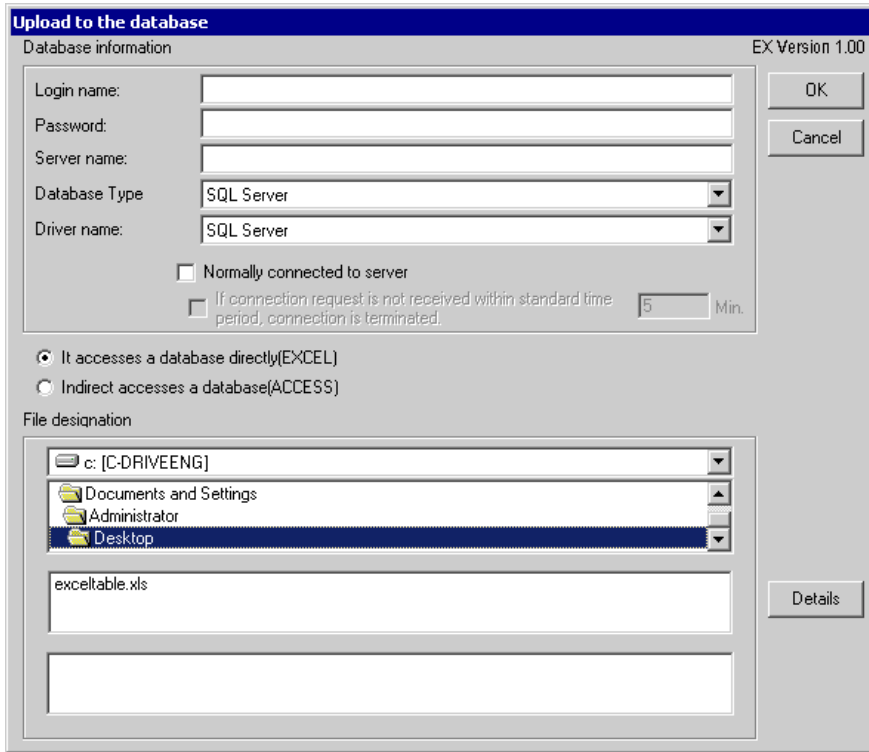 Upload to the database
Database information
EX Version 1.00
Login name:
OK
Password:
Cancel
Server name:
Database Type
SQL Server
Driver name:
SQL Server
Normally connected to server
If connection request is not received within standard time
period, connection is terminated.
5
Min.
It accesses a database directly(EXCEL)
Indirect accesses a database(ACCESS)
File designation
c: [C-DRIVEENG]
Documents and Settings
Administrator
Desktop
exceltable.xls
Details